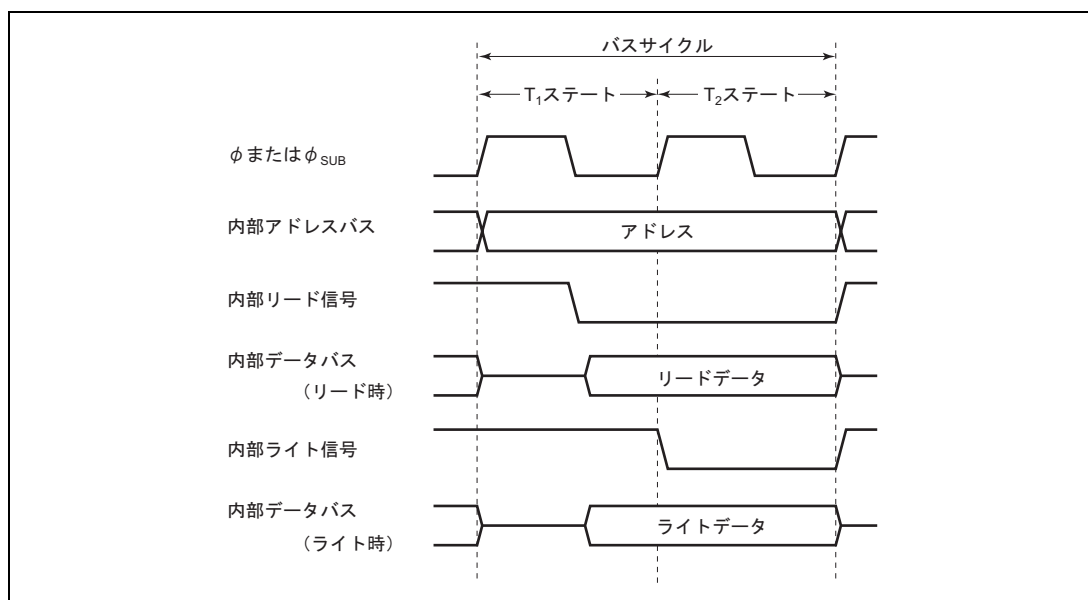 バスサイクル
T₁ステート
T₂ステート
φまたはφSUB
内部アドレスバス
アドレス
内部リード信号
内部データバス
（リード時）
リードデータ
内部ライト信号
内部データバス
（ライト時）
ライトデータ